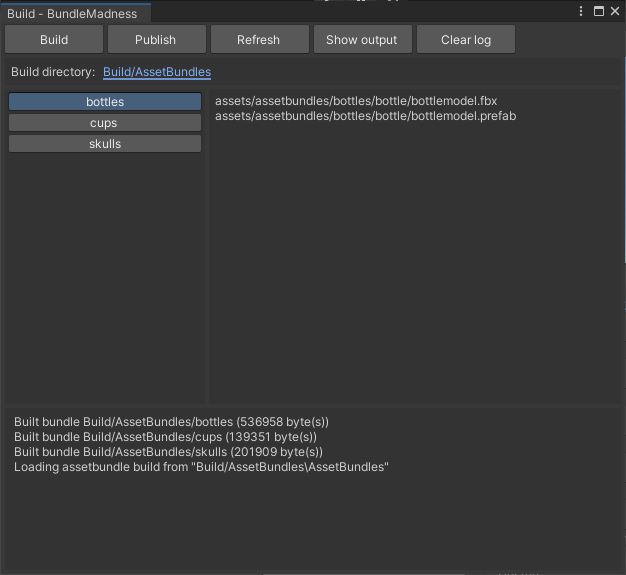 Build - BundleMadness
Build Publish Refresh Show output Clear log
Build directory: Build/AssetBundles
bottles
cups
skulls
assets/assetbundles/bottles/bottle/bottlemodel.fbx
assets/assetbundles/bottles/bottle/bottlemodel.prefab
Built bundle Build/AssetBundles/bottles (536958 byte(s))
Built bundle Build/AssetBundles/cups (139351 byte(s))
Built bundle Build/AssetBundles/skulls (201909 byte(s))
Loading assetbundle build from "Build/AssetBundles\AssetBundles"